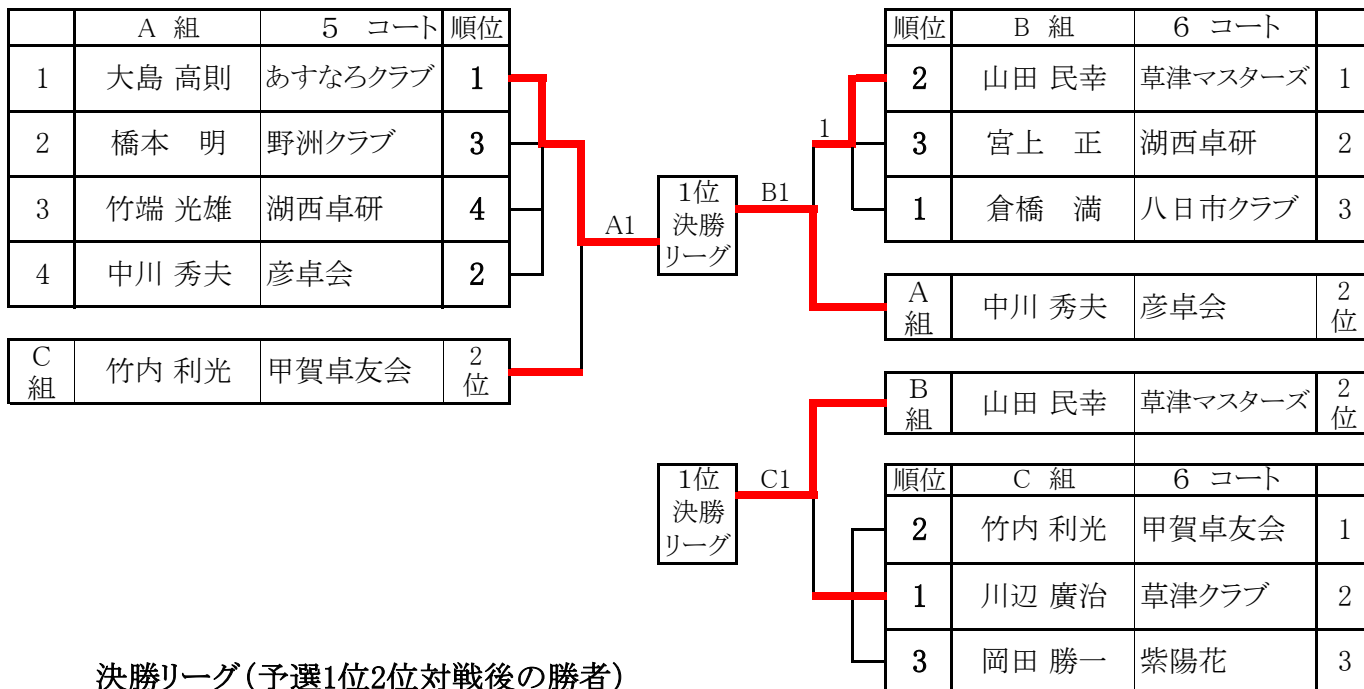 A 組 5 コート 順位
1 大島 高則 あすなろクラブ 1
2 橋本 明 野洲クラブ 3
3 竹端 光雄 湖西卓研 4
4 中川 秀夫 彦卓会 2
C組 竹内 利光 甲賀卓友会 2位
A1
1位
決勝
リーグ
B1
1
順位 B 組 6 コート
2 山田 民幸 草津マスターズ 1
3 宮上 正 湖西卓研 2
1 倉橋 満 八日市クラブ 3
A組 中川 秀夫 彦卓会 2位
B組 山田 民幸 草津マスターズ 2位
1位
決勝
リーグ
C1
順位 C 組 6 コート
2 竹内 利光 甲賀卓友会 1
1 川辺 廣治 草津クラブ 2
3 岡田 勝一 紫陽花 3
決勝リーグ(予選1位2位対戦後の勝者)